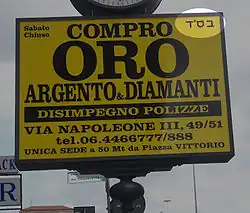 בס"ד
Sabato
Chiuso
COMPRO
ORO
ARGENTO & DIAMANTI
DISIMPEGNO POLIZZE
VIA NAPOLEONE III, 49/51
tel.06.4466777/888
UNICA SEDE a 50 Mt da Piazza VITTORIO
ACK
R